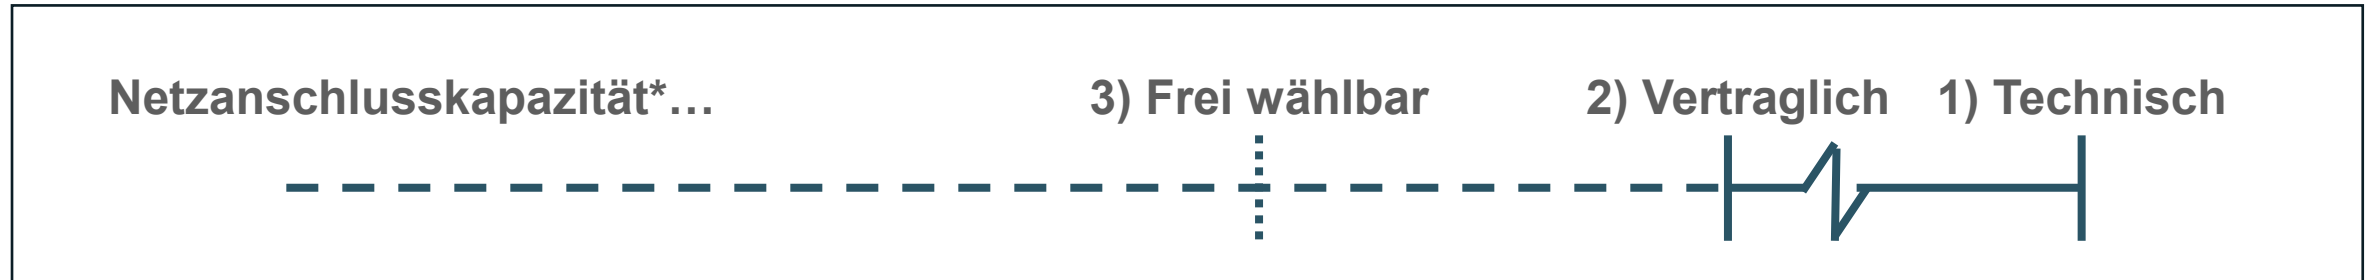 Netzanschlusskapazität*… 3) Frei wählbar 2) Vertraglich 1) Technisch